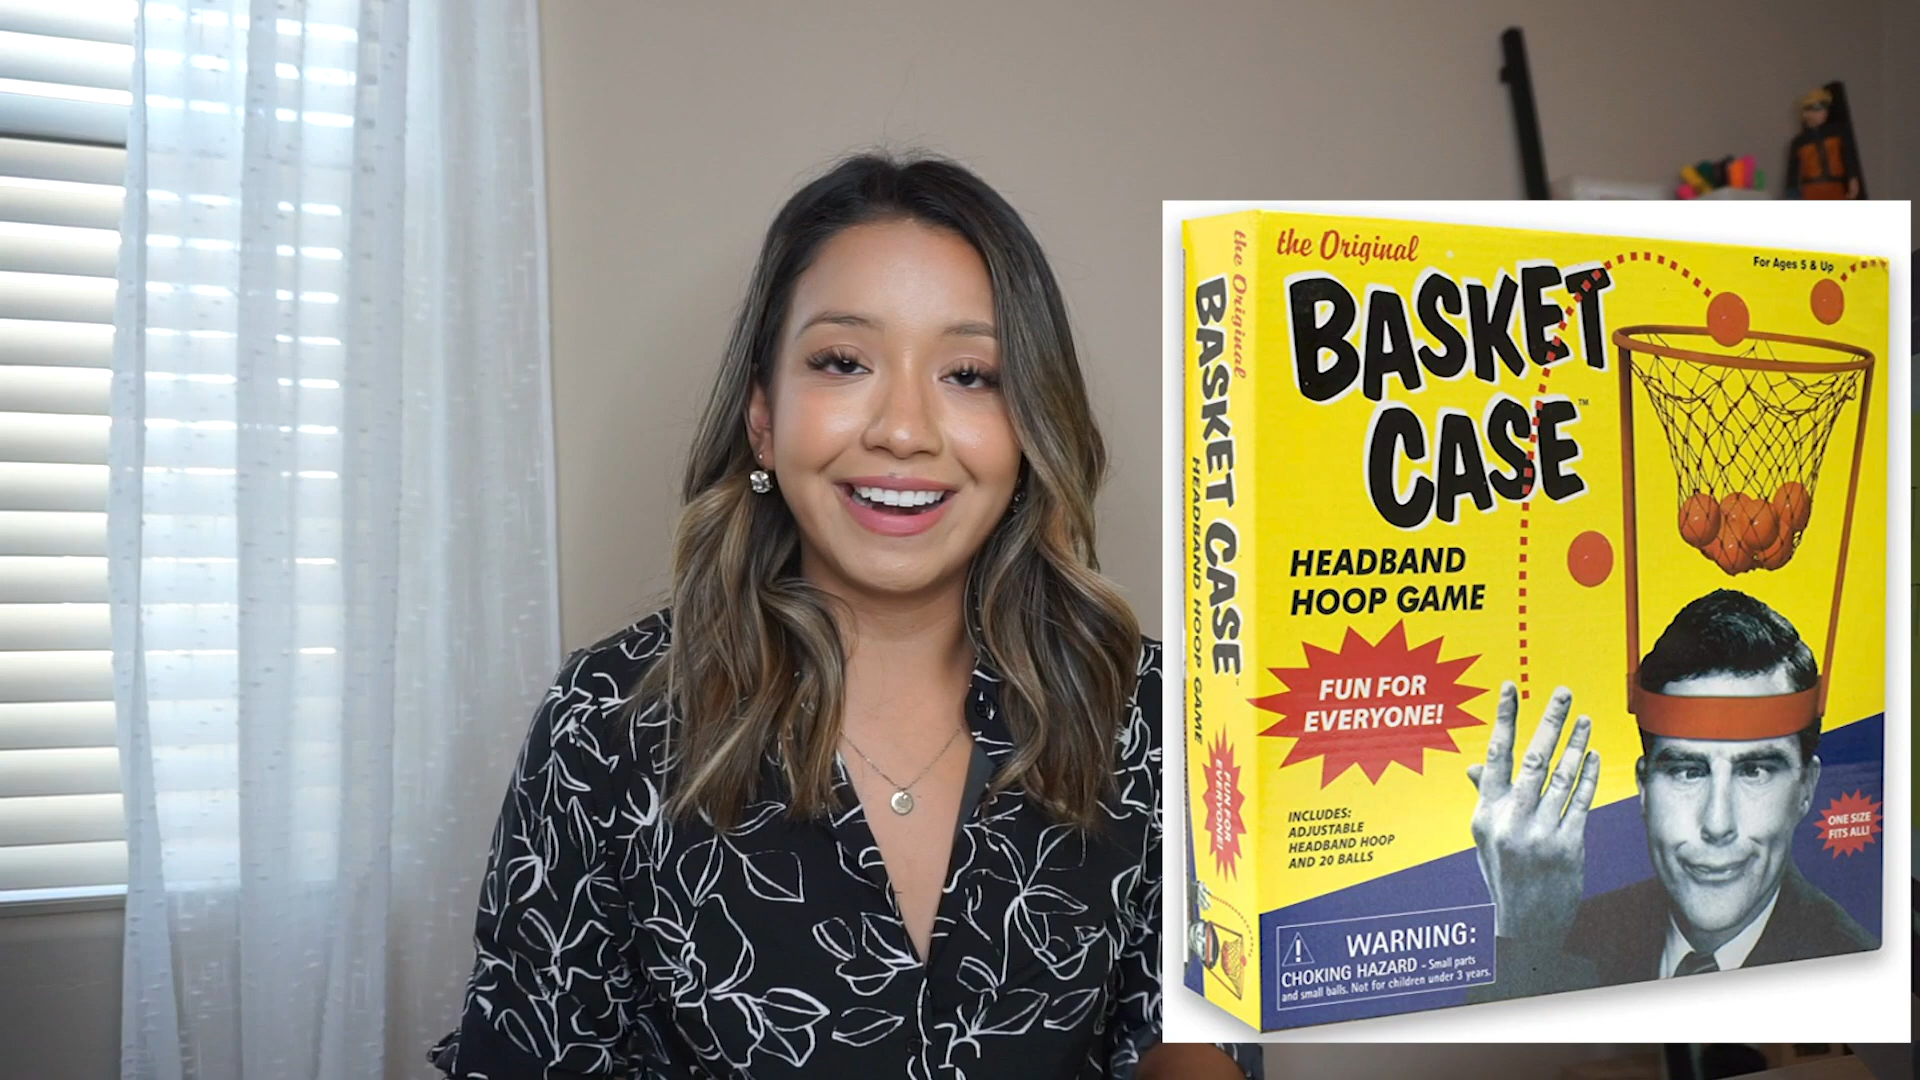 the Original
BASKET
CASE™
For Ages 5 & Up
HEADBAND
HOOP GAME
FUN FOR
EVERYONE!
INCLUDES:
ADJUSTABLE
HEADBAND HOOP
AND 20 BALLS
ONE SIZE
FITS ALL!
WARNING:
CHOKING HAZARD - Small parts
and small balls. Not for children under 3 years.
the Original
BASKET CASE™
HEADBAND HOOP GAME
FUN FOR
EVERYONE!